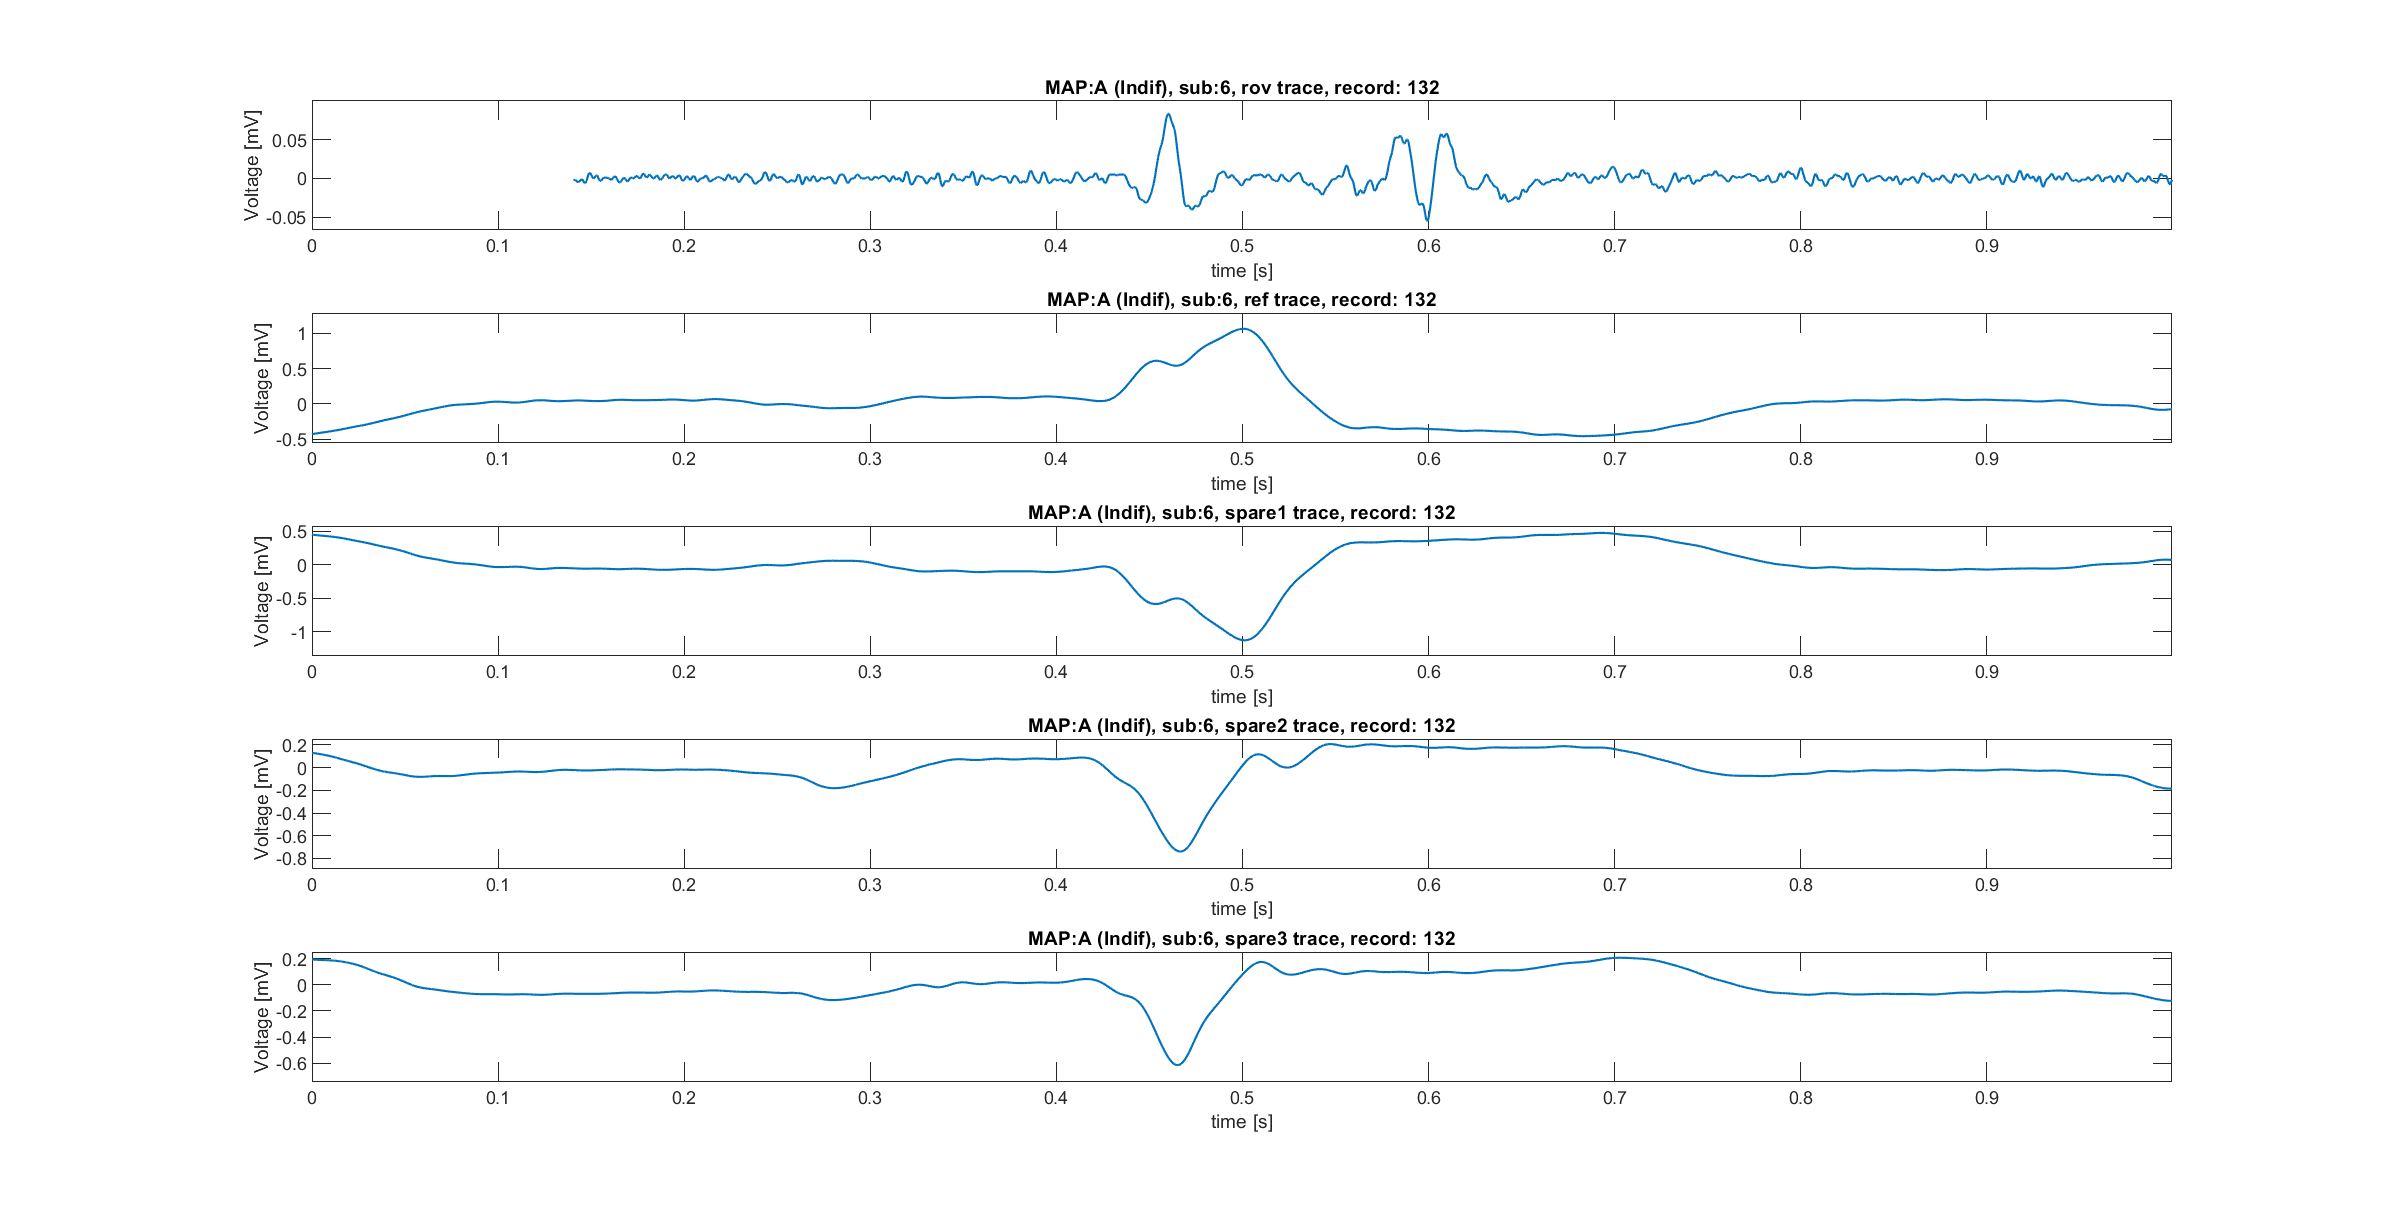 MAP:A (Indif), sub:6, rov trace, record: 132
Voltage [mV]
0.05
0
-0.05
0 0.1 0.2 0.3 0.4 0.5 0.6 0.7 0.8 0.9
time [s]
MAP:A (Indif), sub:6, ref trace, record: 132
Voltage [mV]
1
0.5
0
-0.5
0 0.1 0.2 0.3 0.4 0.5 0.6 0.7 0.8 0.9
time [s]
MAP:A (Indif), sub:6, spare1 trace, record: 132
Voltage [mV]
0.5
0
-0.5
-1
0 0.1 0.2 0.3 0.4 0.5 0.6 0.7 0.8 0.9
time [s]
MAP:A (Indif), sub:6, spare2 trace, record: 132
Voltage [mV]
0.2
0
-0.2
-0.4
-0.6
-0.8
0 0.1 0.2 0.3 0.4 0.5 0.6 0.7 0.8 0.9
time [s]
MAP:A (Indif), sub:6, spare3 trace, record: 132
Voltage [mV]
0.2
0
-0.2
-0.4
-0.6
0 0.1 0.2 0.3 0.4 0.5 0.6 0.7 0.8 0.9
time [s]